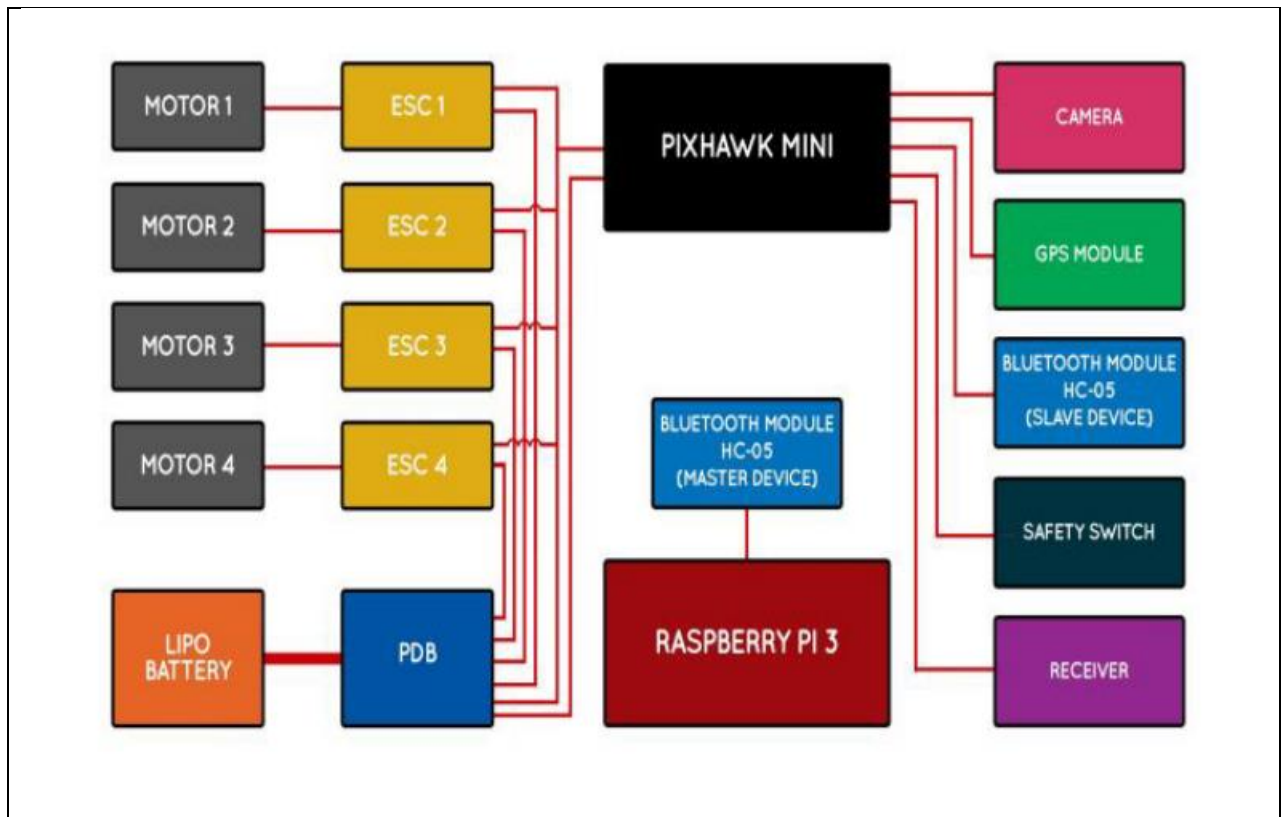 MOTOR 1
ESC 1
PIXHAWK MINI
CAMERA
MOTOR 2
ESC 2
GPS MODULE
MOTOR 3
ESC 3
BLUETOOTH MODULE
HC-05
(SLAVE DEVICE)
MOTOR 4
ESC 4
BLUETOOTH MODULE
HC-05
(MASTER DEVICE)
SAFETY SWITCH
LIPO
BATTERY
PDB
RASPBERRY PI 3
RECEIVER